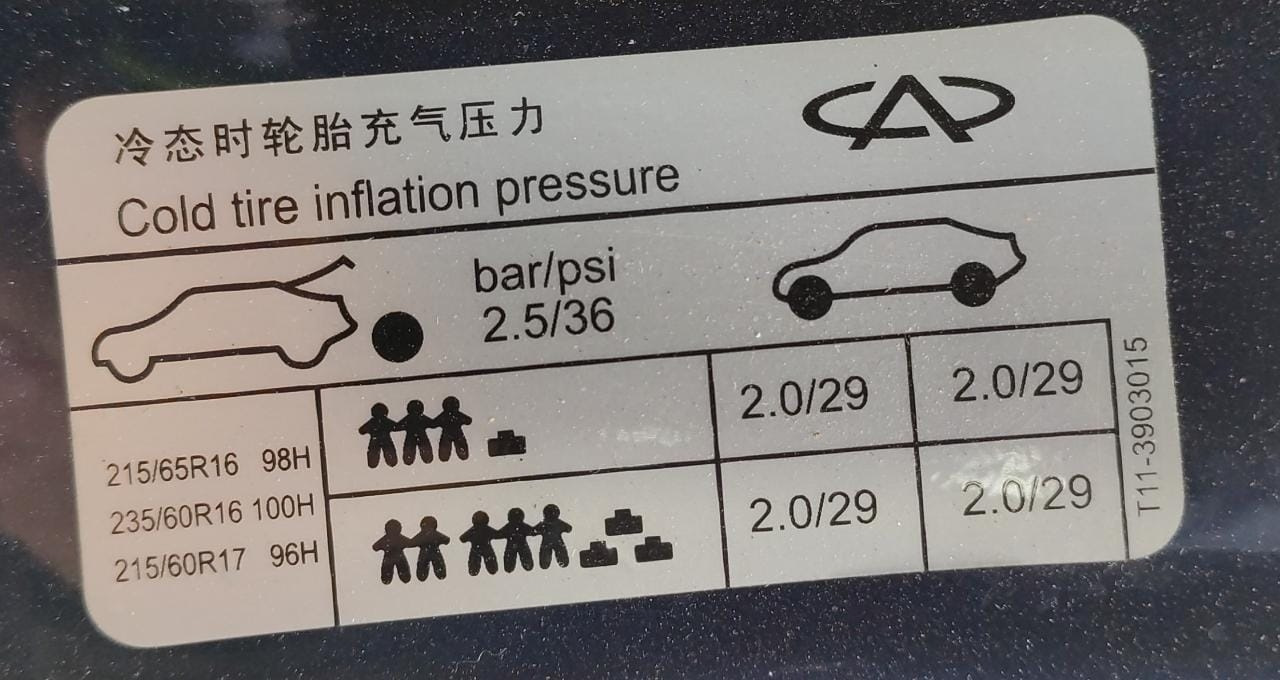 冷态时轮胎充气压力
Cold tire inflation pressure
bar/psi
2.5/36
215/65R16 98H
235/60R16 100H
215/60R17 96H
2.0/29 2.0/29
2.0/29 2.0/29
T11-3903015